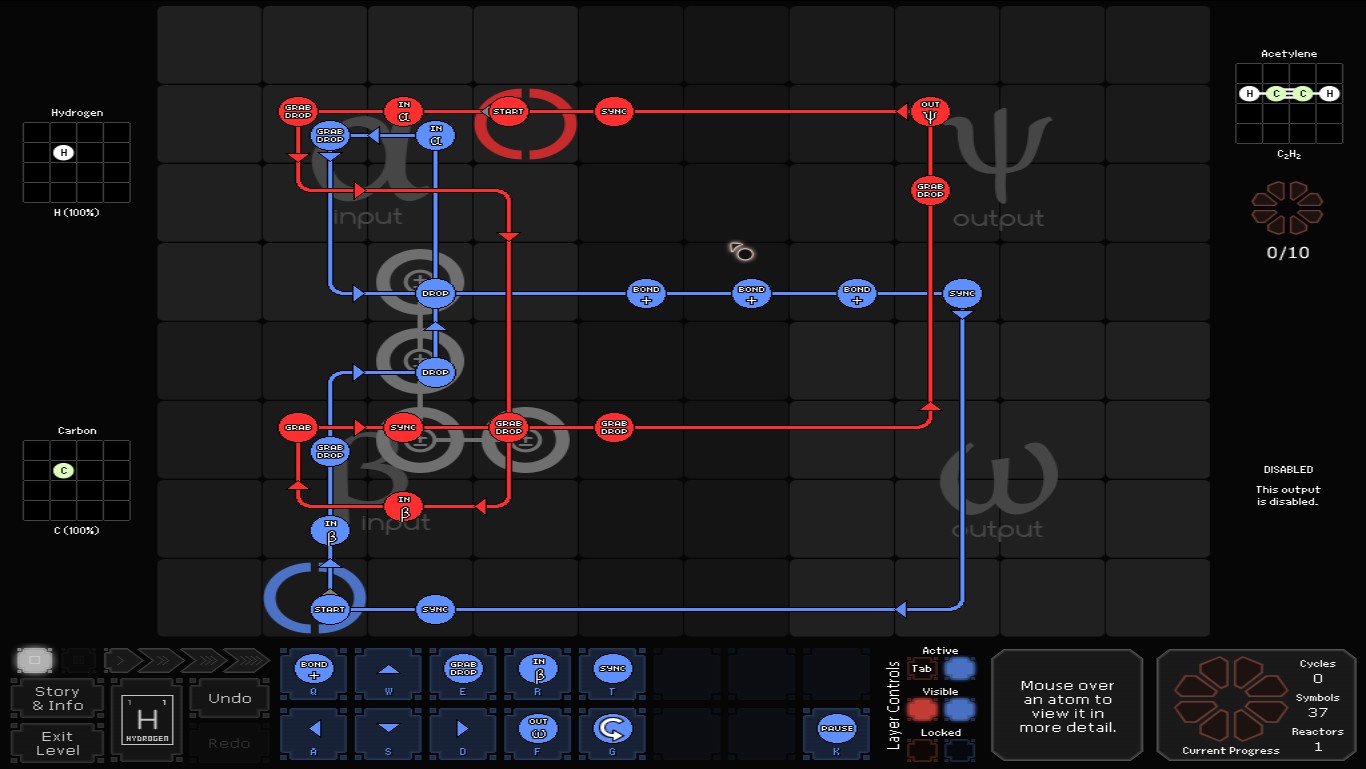 Hydrogen
H
H (100%)
Carbon
C
C (100%)
GRAB DROP
IN α
START
SYNC
OUT ψ
GRAB DROP
IN α
α
input
ψ
output
GRAB DROP
DROP
BOND +
BOND +
BOND +
SYNC
DROP
GRAB
SYNC
GRAB DROP
GRAB DROP
GRAB DROP
β
input
IN β
IN β
ω
output
START
SYNC
Acetylene
H C C H
C₂H₂
0/10
DISABLED
This output
is disabled.
Story
& Info
Exit
Level
1 1
H
HYDROGEN
Undo
Redo
BOND +
Q
W
GRAB DROP
E
IN β
R
SYNC
T
A
S
D
OUT ω
F
G
PAUSE
K
Layer Controls
Active
Tab
Visible
Locked
Mouse over
an atom to
view it in
more detail.
Current Progress
Cycles
0
Symbols
37
Reactors
1